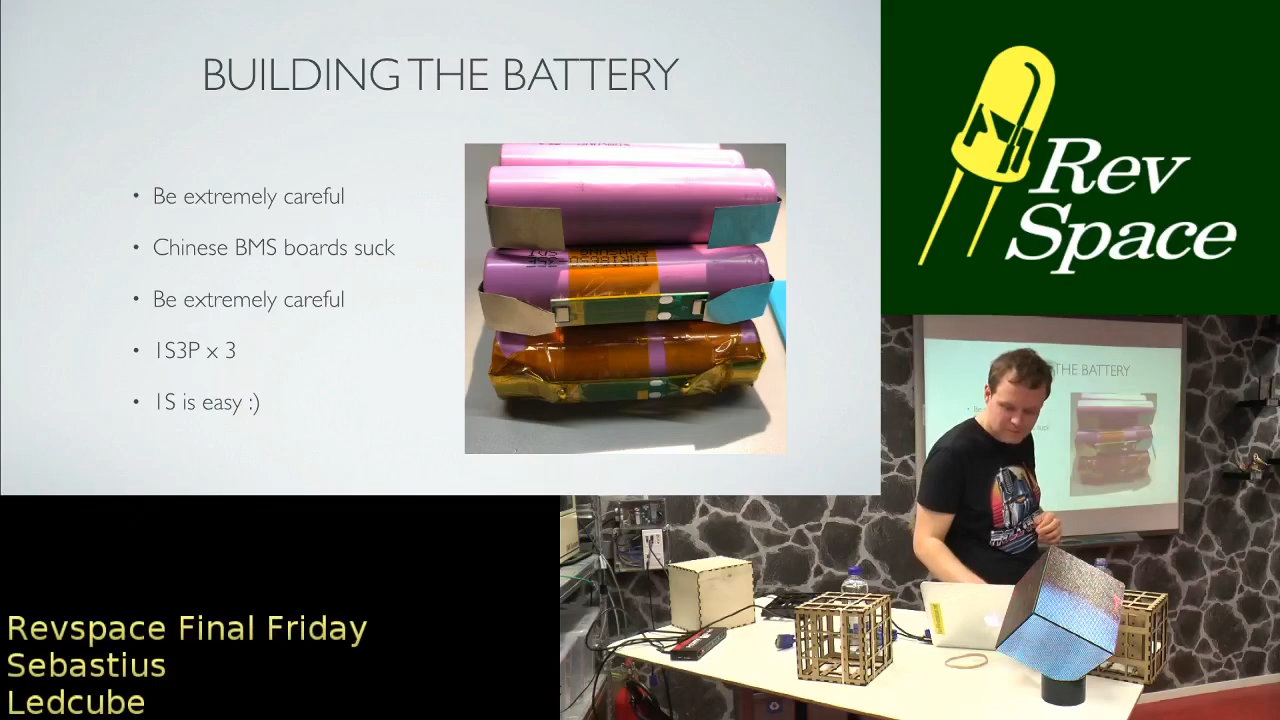 BUILDING THE BATTERY
• Be extremely careful
• Chinese BMS boards suck
• Be extremely careful
• 1S3P x 3
• 1S is easy :)
Rev
Space
THE BATTERY
Revspace Final Friday
Sebastius
Ledcube